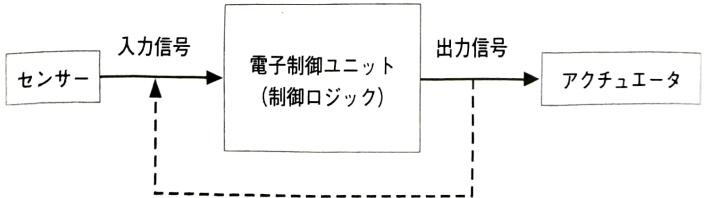 センサー
入力信号
電子制御ユニット
(制御ロジック)
出力信号
アクチュエータ